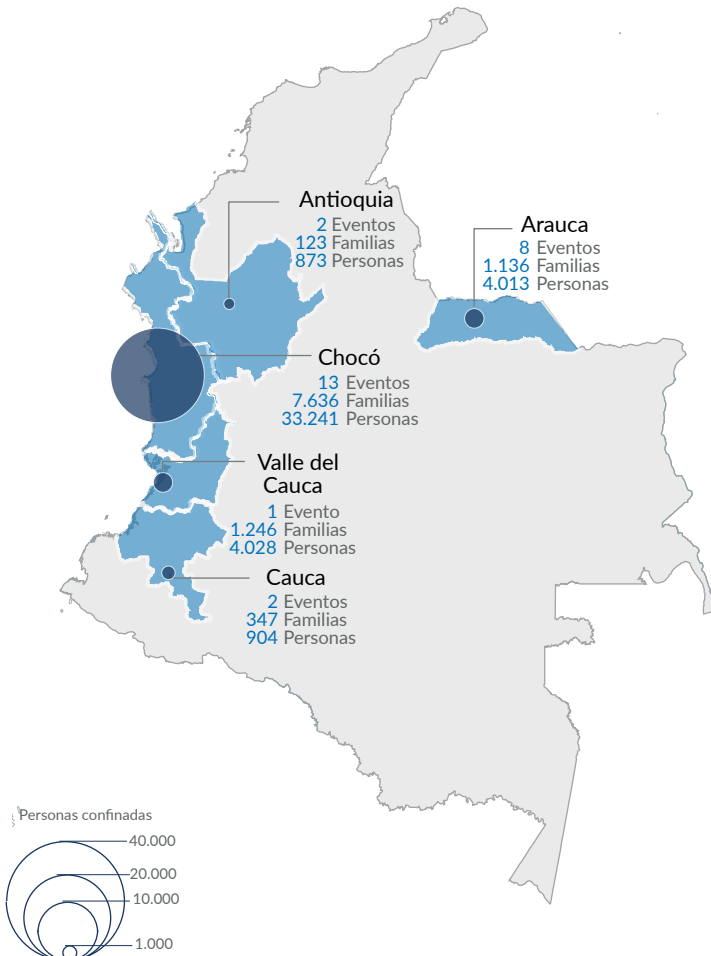 Antioquia
2 Eventos
123 Familias
873 Personas
Arauca
8 Eventos
1.136 Familias
4.013 Personas
Chocó
13 Eventos
7.636 Familias
33.241 Personas
Valle del
Cauca
1 Evento
1.246 Familias
4.028 Personas
Cauca
2 Eventos
347 Familias
904 Personas
Personas confinadas
40.000
20.000
10.000
1.000